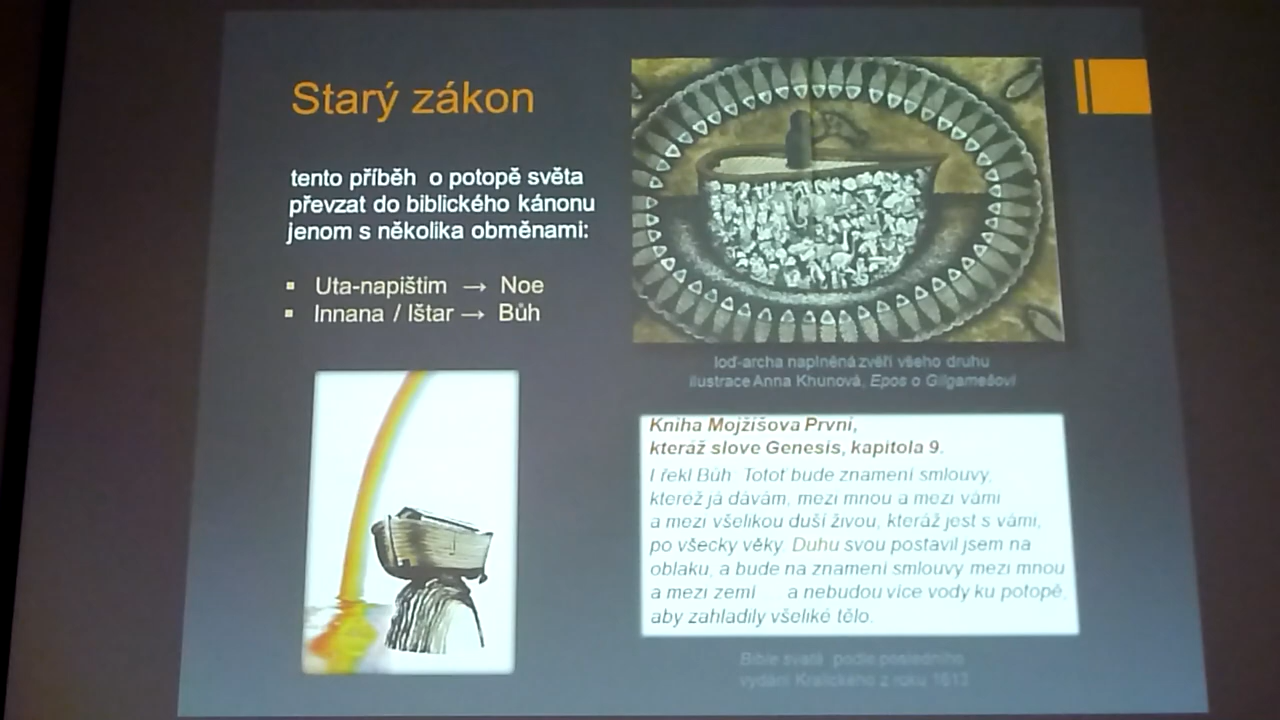 Starý zákon
tento příběh o potopě světa
převzat do biblického kánonu
jenom s několika obměnami:
▪ Uta-napištim → Noe
▪ Innana / Ištar → Bůh
loď-archa naplněná zvěří všeho druhu
ilustrace Anna Khunová, Epos o Gilgamešovi
Kniha Mojžíšova První,
kteráž slove Genesis, kapitola 9.
I řekl Bůh Totoť bude znamení smlouvy,
kterež já dávám, mezi mnou a mezi vámi
a mezi všelikou duší živou, kteráž jest s vámi,
po všecky věky. Duhu svou postavil jsem na
oblaku, a bude na znamení smlouvy mezi mnou
a mezi zemí a nebudou více vody ku potopě,
aby zahladily všeliké tělo.
Bible svatá podle posledního
vydání Kralického z roku 1613